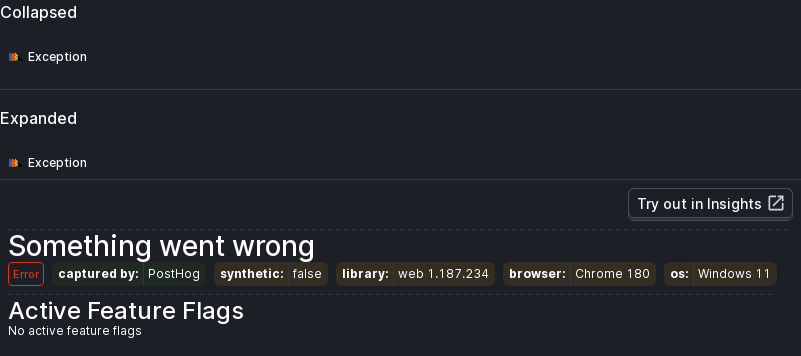 Collapsed
Exception
Expanded
Exception
Try out in Insights
Something went wrong
Error captured by: PostHog synthetic: false library: web 1.187.234 browser: Chrome 180 os: Windows 11
Active Feature Flags
No active feature flags